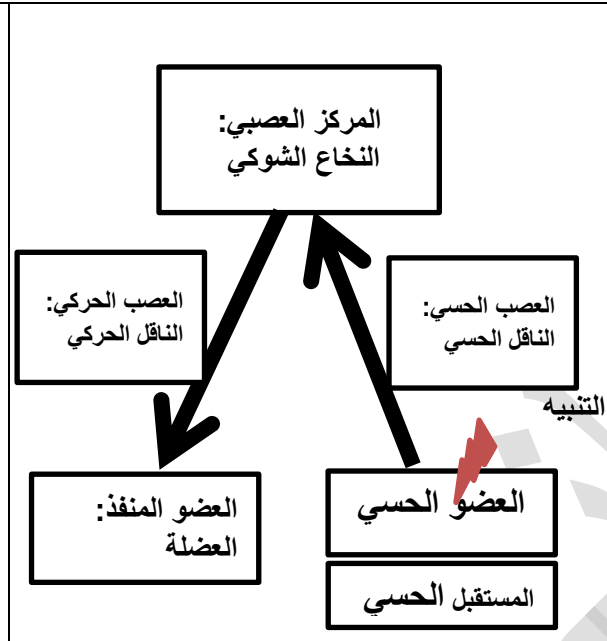 المركز العصبي:
النخاع الشوكي
العصب الحسي:
الناقل الحسي
العصب الحركي:
الناقل الحركي
التنبيه
العضو الحسي
المستقبل الحسي
العضو المنفذ:
العضلة